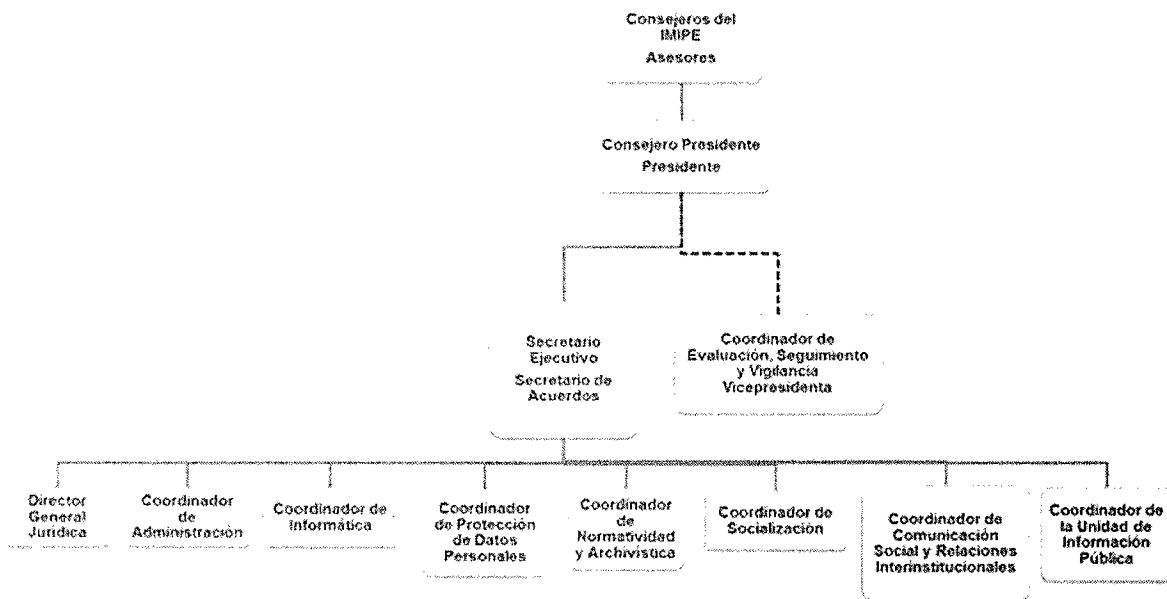 Consejeros del
IMIPE
Asesores
Consejero Presidente
Presidente
Secretario
Ejecutivo
Secretario de
Acuerdos
Coordinador de
Evaluación, Seguimiento
y Vigilancia
Vicepresidenta
Director
General
Jurídica
Coordinador
de
Administración
Coordinador de
Informática
Coordinador
de Protección
de Datos
Personales
Coordinador
de
Normatividad
y Archivística
Coordinador de
Socialización
Coordinador de
Comunicación
Social y Relaciones
Interinstitucionales
Coordinador de
la Unidad de
Información
Pública